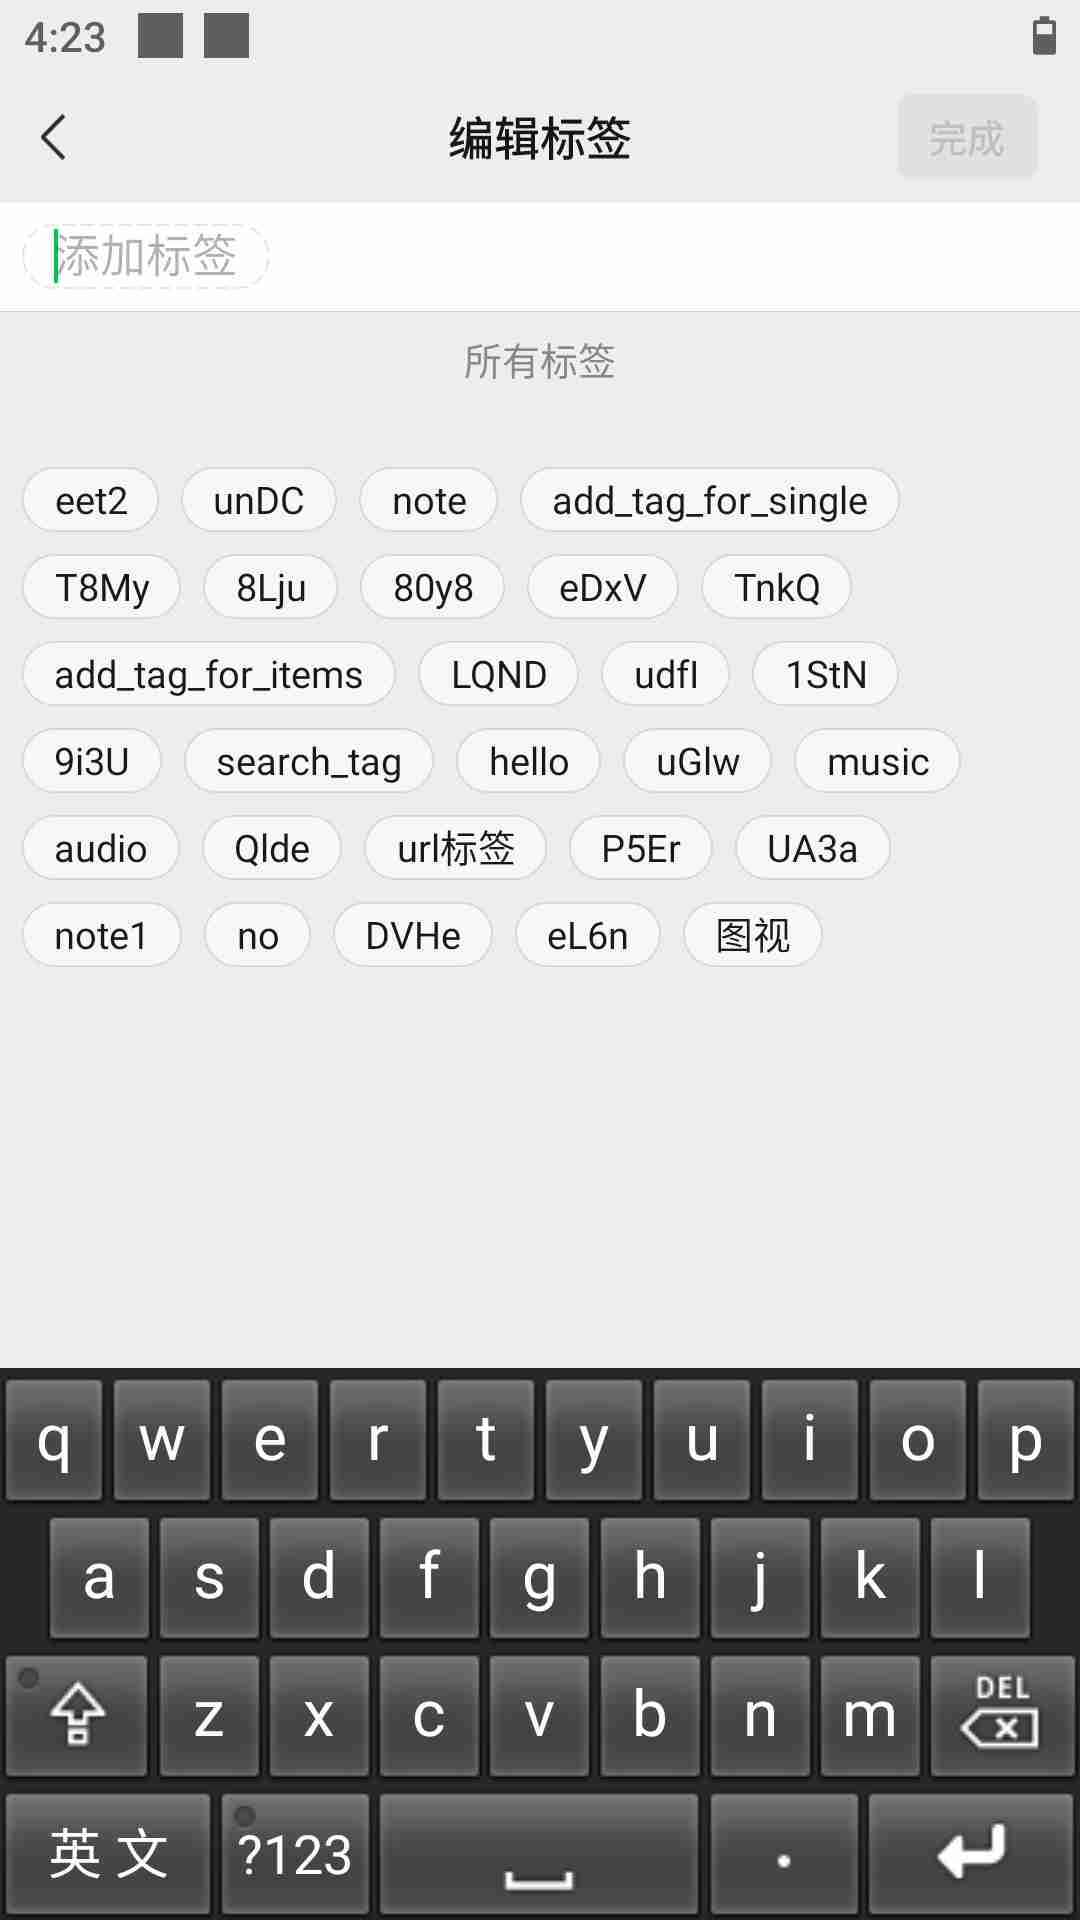 4:23
编辑标签
完成
添加标签
所有标签
eet2 unDC note add_tag_for_single
T8My 8Lju 80y8 eDxV TnkQ
add_tag_for_items LQND udfI 1StN
9i3U search_tag hello uGlw music
audio Qlde url标签 P5Er UA3a
note1 no DVHe eL6n 图视
q w e r t y u i o p
a s d f g h j k l
z x c v b n m DEL
英文 ?123 .